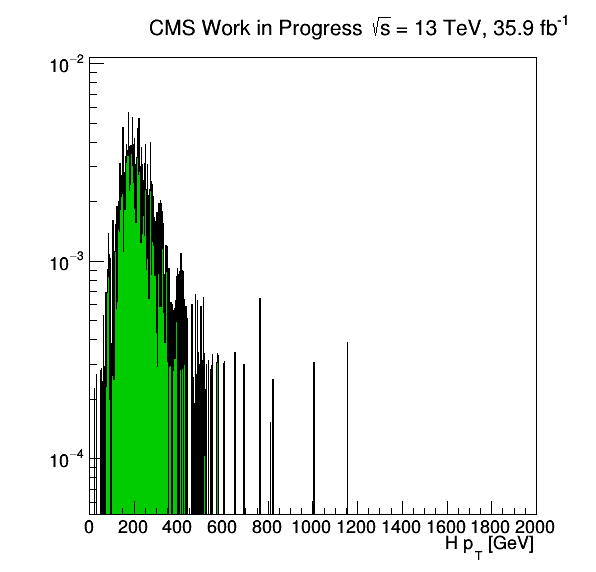 CMS Work in Progress √s = 13 TeV, 35.9 fb⁻¹
10⁻²
10⁻³
10⁻⁴
0 200 400 600 800 1000 1200 1400 1600 1800 2000
H p_T [GeV]